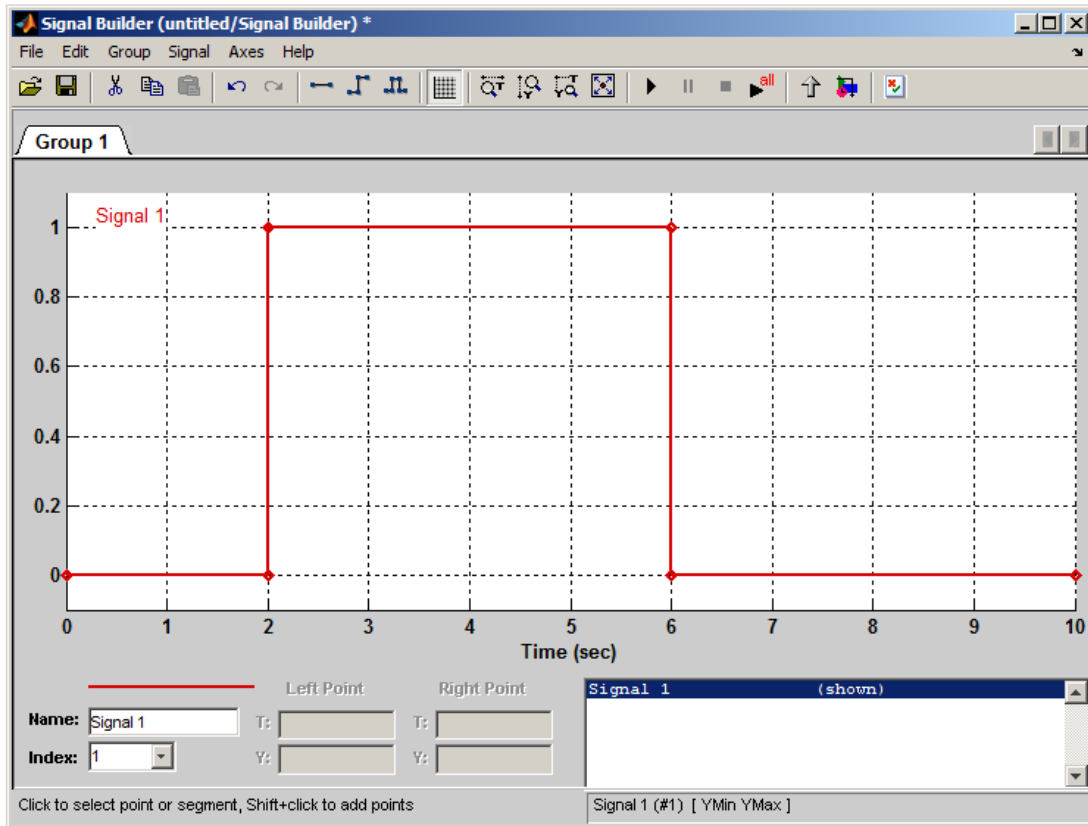 Signal Builder (untitled/Signal Builder) *
File Edit Group Signal Axes Help
all
Group 1
Signal 1
1
0.8
0.6
0.4
0.2
0
0 1 2 3 4 5 6 7 8 9 10
Time (sec)
Left Point Right Point
Name: Signal 1 T: T:
Index: 1 Y: Y:
Signal 1 (shown)
Click to select point or segment, Shift+click to add points
Signal 1 (#1) [ YMin YMax ]